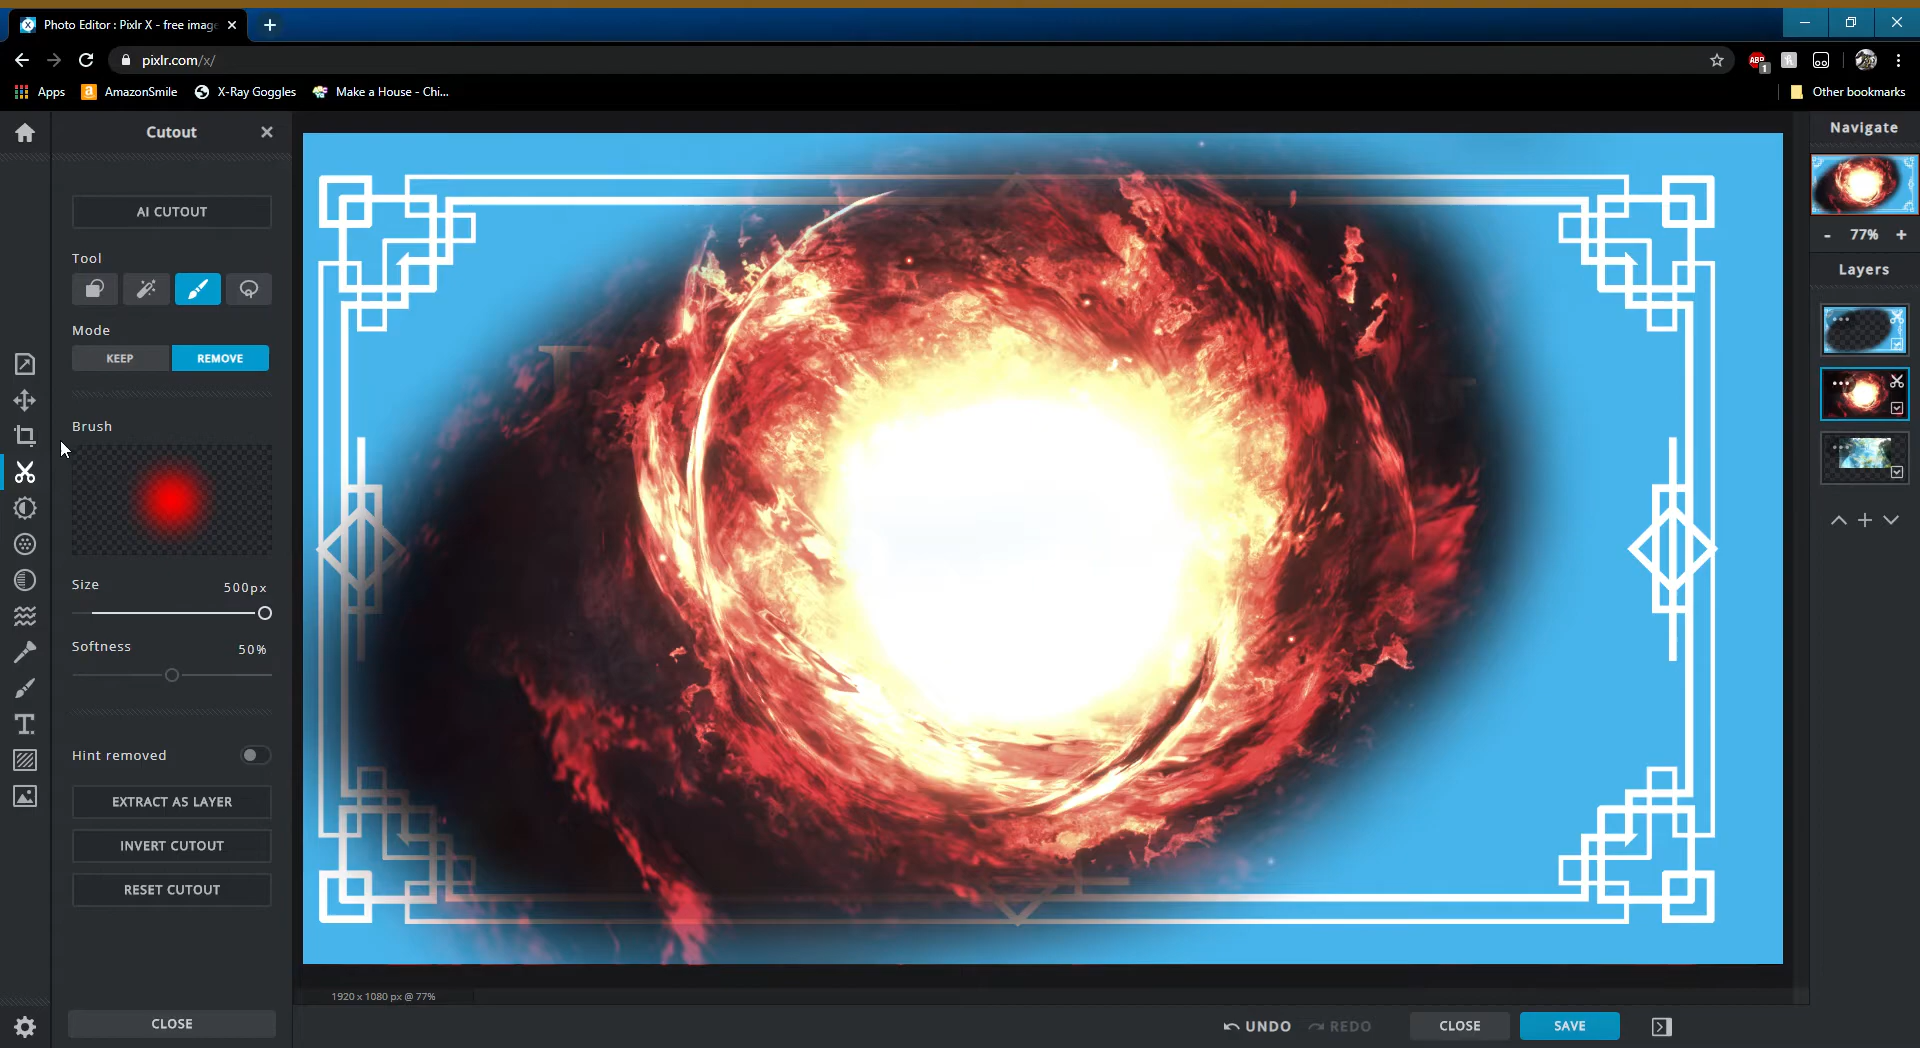 Photo Editor : Pixlr X - free image
pixlr.com/x/
ABP
1
Apps
a AmazonSmile
X-Ray Goggles
Make a House - Chi...
Other bookmarks
Cutout
AI CUTOUT
Tool
Mode
KEEP
REMOVE
Brush
Size
500px
Softness
50%
Hint removed
EXTRACT AS LAYER
INVERT CUTOUT
RESET CUTOUT
CLOSE
1920 x 1080 px @ 77%
UNDO
REDO
CLOSE
SAVE
Navigate
- 77% +
Layers